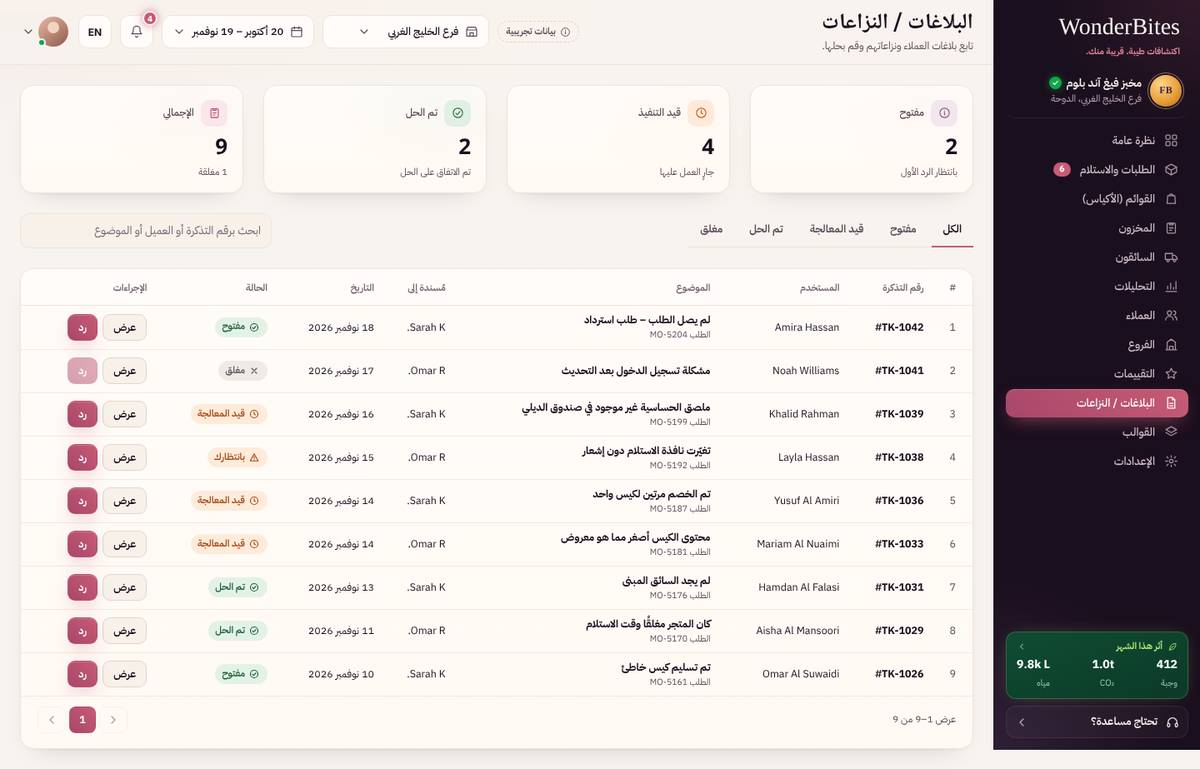 WonderBites
اكتشافات طيبة. قريبة منك.
FB
مخبز فيغ آند بلوم
فرع الخليج الغربي، الدوحة
نظرة عامة
الطلبات والاستلام 6
القوائم (الأكياس)
المخزون
السائقون
التحليلات
العملاء
الفروع
التقييمات
البلاغات / النزاعات
القوالب
الإعدادات
أثر هذا الشهر
412 1.0t 9.8k L
وجبة CO₂ مياه
تحتاج مساعدة؟
البلاغات / النزاعات
تابع بلاغات العملاء ونزاعاتهم وقم بحلها.
بيانات تجريبية
فرع الخليج الغربي
20 أكتوبر – 19 نوفمبر
4
EN
مفتوح
2
بانتظار الرد الأول
قيد التنفيذ
4
جارٍ العمل عليها
تم الحل
2
تم الاتفاق على الحل
الإجمالي
9
1 مغلقة
الكل مفتوح قيد المعالجة تم الحل مغلق
ابحث برقم التذكرة أو العميل أو الموضوع
# رقم التذكرة المستخدم الموضوع مُسندة إلى التاريخ الحالة الإجراءات
1 #TK-1042 Amira Hassan لم يصل الطلب – طلب استرداد .Sarah K 18 نوفمبر 2026 مفتوح عرض رد
الطلب MO-5204
2 #TK-1041 Noah Williams مشكلة تسجيل الدخول بعد التحديث .Omar R 17 نوفمبر 2026 مغلق عرض رد
3 #TK-1039 Khalid Rahman ملصق الحساسية غير موجود في صندوق الديلي .Sarah K 16 نوفمبر 2026 قيد المعالجة عرض رد
الطلب MO-5199
4 #TK-1038 Layla Hassan تغيّرت نافذة الاستلام دون إشعار .Omar R 15 نوفمبر 2026 بانتظارك عرض رد
الطلب MO-5192
5 #TK-1036 Yusuf Al Amiri تم الخصم مرتين لكيس واحد .Sarah K 14 نوفمبر 2026 قيد المعالجة عرض رد
الطلب MO-5187
6 #TK-1033 Mariam Al Nuaimi محتوى الكيس أصغر مما هو معروض .Omar R 14 نوفمبر 2026 قيد المعالجة عرض رد
الطلب MO-5181
7 #TK-1031 Hamdan Al Falasi لم يجد السائق المبنى .Sarah K 13 نوفمبر 2026 تم الحل عرض رد
الطلب MO-5176
8 #TK-1029 Aisha Al Mansoori كان المتجر مغلقًا وقت الاستلام .Omar R 11 نوفمبر 2026 تم الحل عرض رد
الطلب MO-5170
9 #TK-1026 Omar Al Suwaidi تم تسليم كيس خاطئ .Sarah K 10 نوفمبر 2026 مفتوح عرض رد
الطلب MO-5161
عرض 1–9 من 9
1